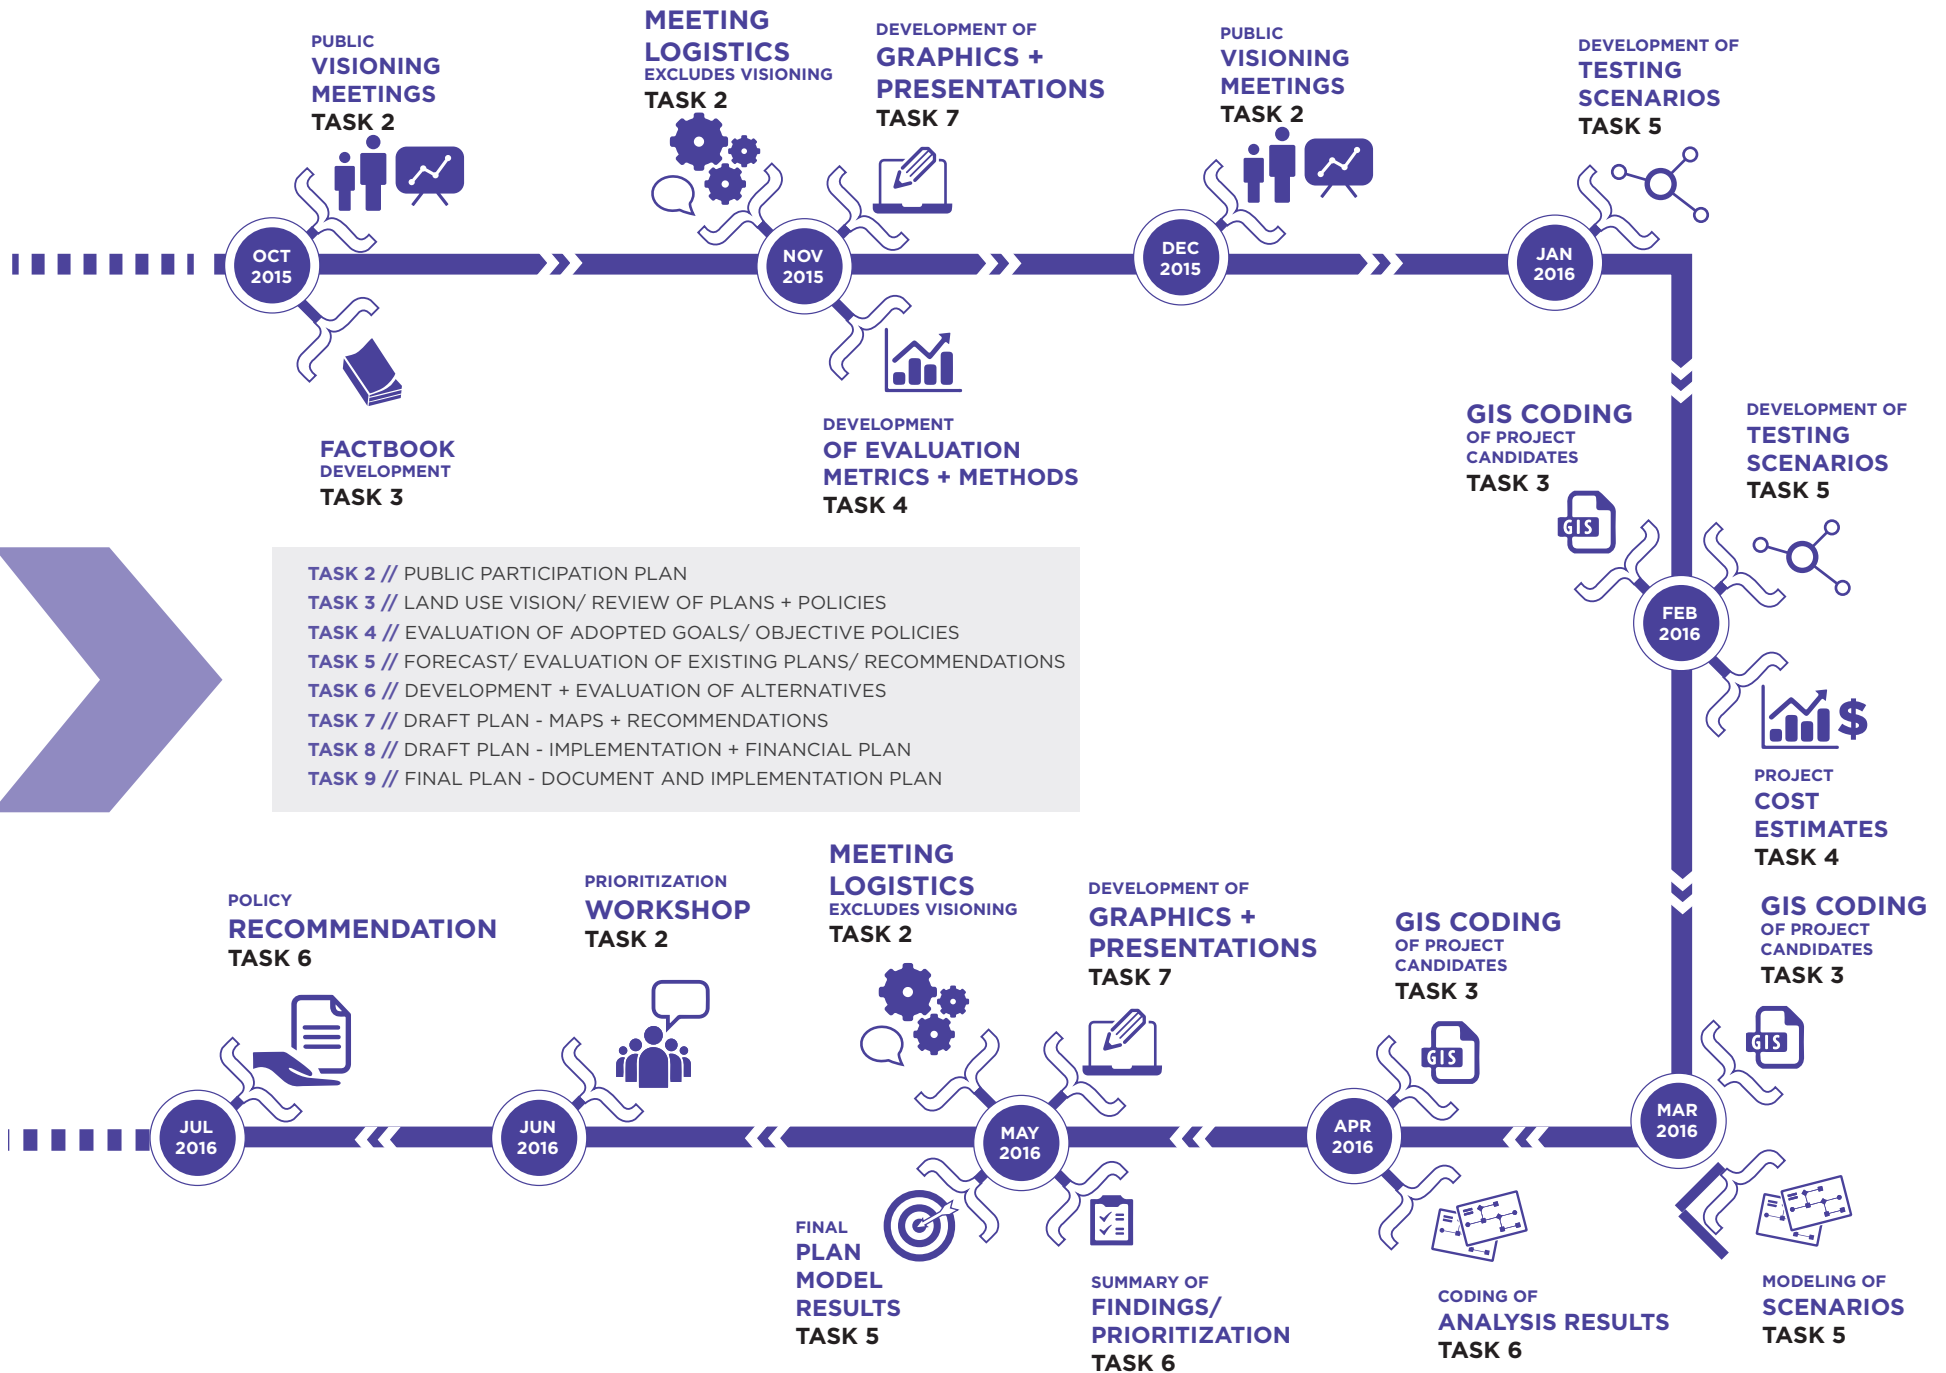 PUBLIC
VISIONING
MEETINGS
TASK 2
MEETING
LOGISTICS
EXCLUDES VISIONING
TASK 2
DEVELOPMENT OF
GRAPHICS +
PRESENTATIONS
TASK 7
PUBLIC
VISIONING
MEETINGS
TASK 2
DEVELOPMENT OF
TESTING
SCENARIOS
TASK 5
OCT
2015
NOV
2015
DEC
2015
JAN
2016
FACTBOOK
DEVELOPMENT
TASK 3
DEVELOPMENT
OF EVALUATION
METRICS + METHODS
TASK 4
GIS CODING
OF PROJECT
CANDIDATES
TASK 3
GIS
DEVELOPMENT OF
TESTING
SCENARIOS
TASK 5
FEB
2016
$
PROJECT
COST
ESTIMATES
TASK 4
TASK 2 // PUBLIC PARTICIPATION PLAN
TASK 3 // LAND USE VISION/ REVIEW OF PLANS + POLICIES
TASK 4 // EVALUATION OF ADOPTED GOALS/ OBJECTIVE POLICIES
TASK 5 // FORECAST/ EVALUATION OF EXISTING PLANS/ RECOMMENDATIONS
TASK 6 // DEVELOPMENT + EVALUATION OF ALTERNATIVES
TASK 7 // DRAFT PLAN - MAPS + RECOMMENDATIONS
TASK 8 // DRAFT PLAN - IMPLEMENTATION + FINANCIAL PLAN
TASK 9 // FINAL PLAN - DOCUMENT AND IMPLEMENTATION PLAN
POLICY
RECOMMENDATION
TASK 6
PRIORITIZATION
WORKSHOP
TASK 2
MEETING
LOGISTICS
EXCLUDES VISIONING
TASK 2
DEVELOPMENT OF
GRAPHICS +
PRESENTATIONS
TASK 7
GIS CODING
OF PROJECT
CANDIDATES
TASK 3
GIS
GIS CODING
OF PROJECT
CANDIDATES
TASK 3
GIS
JUL
2016
JUN
2016
MAY
2016
APR
2016
MAR
2016
FINAL
PLAN
MODEL
RESULTS
TASK 5
SUMMARY OF
FINDINGS/
PRIORITIZATION
TASK 6
CODING OF
ANALYSIS RESULTS
TASK 6
MODELING OF
SCENARIOS
TASK 5